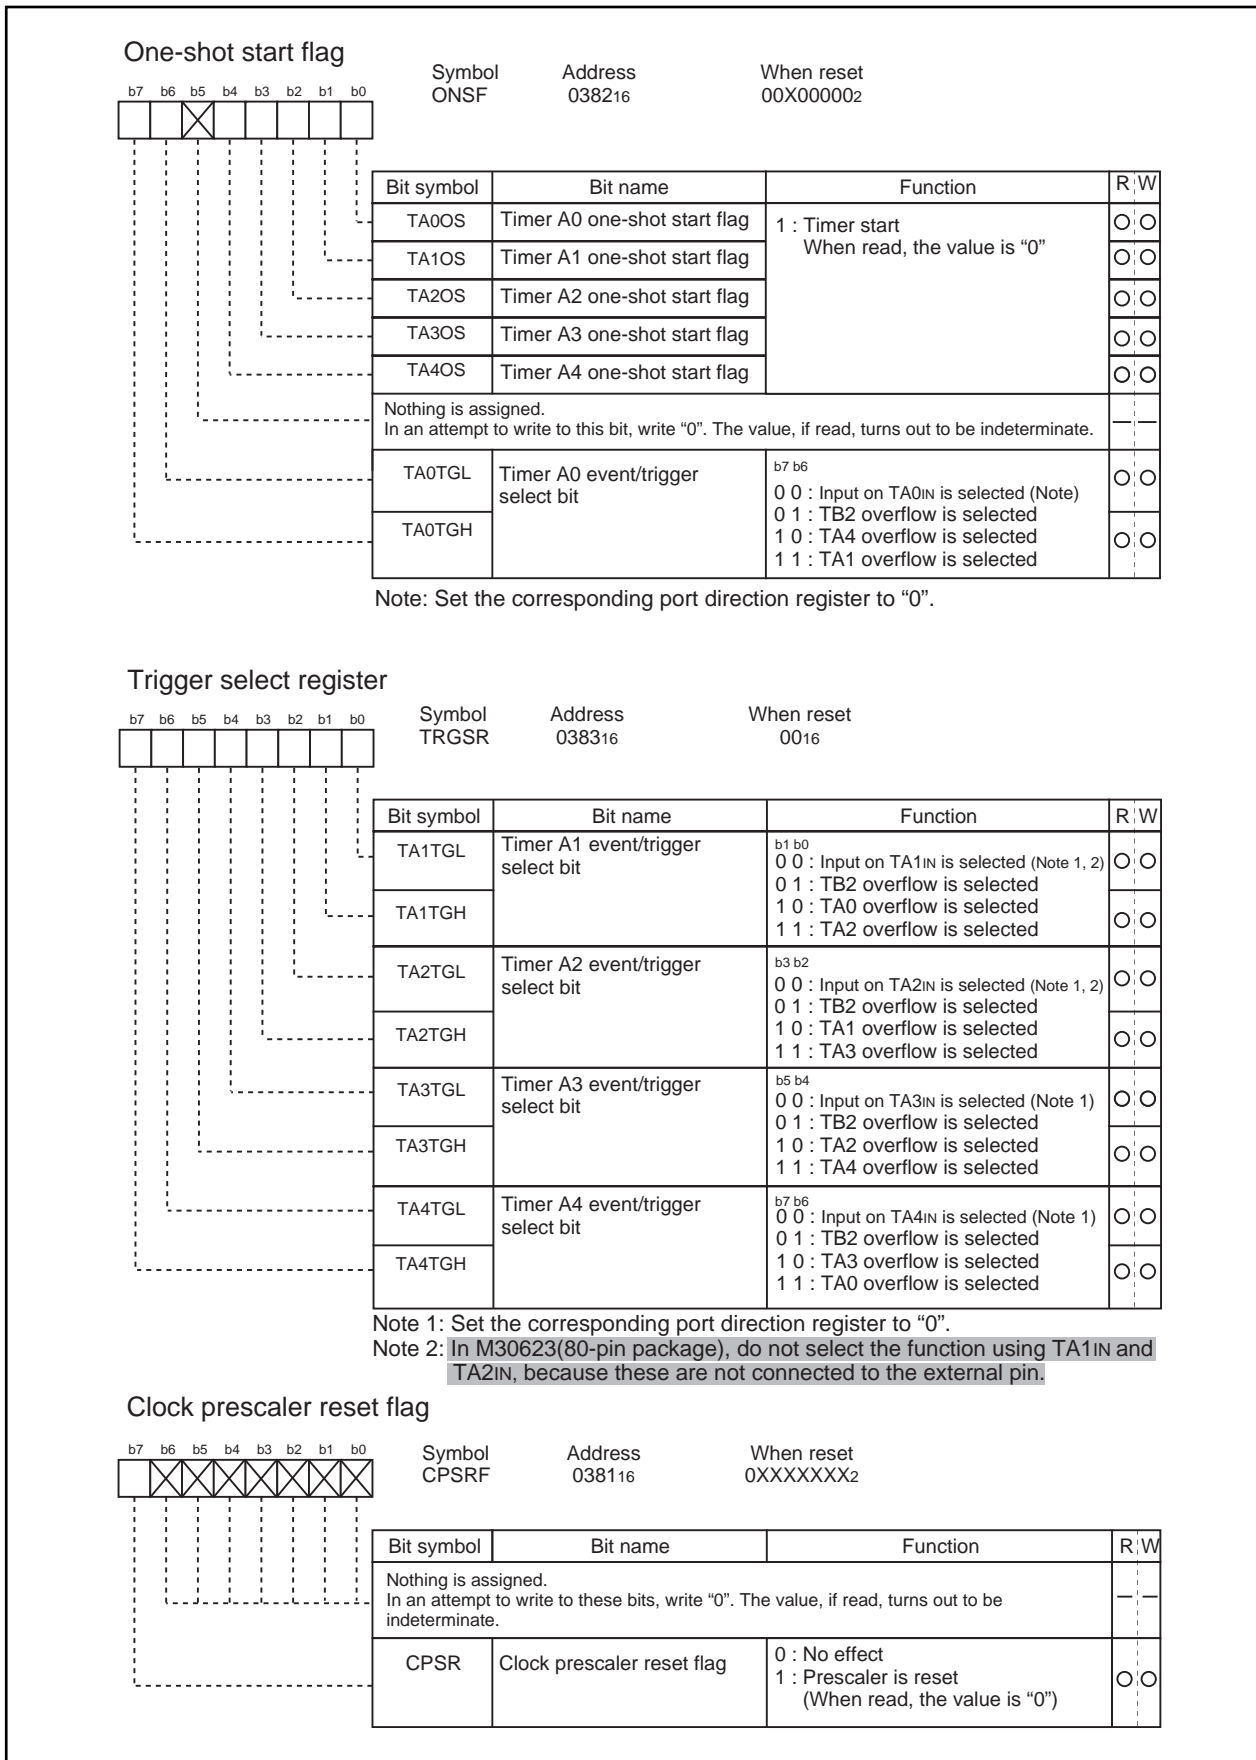 One-shot start flag
Symbol Address When reset
ONSF 038216 00X000002
b7 b6 b5 b4 b3 b2 b1 b0
Bit symbol Bit name Function R W
TA0OS Timer A0 one-shot start flag 1 : Timer start
When read, the value is “0”
TA1OS Timer A1 one-shot start flag
TA2OS Timer A2 one-shot start flag
TA3OS Timer A3 one-shot start flag
TA4OS Timer A4 one-shot start flag
Nothing is assigned.
In an attempt to write to this bit, write “0”. The value, if read, turns out to be indeterminate.
TA0TGL Timer A0 event/trigger
select bit
b7 b6
0 0 : Input on TA0IN is selected (Note)
0 1 : TB2 overflow is selected
TA0TGH 1 0 : TA4 overflow is selected
1 1 : TA1 overflow is selected
Note: Set the corresponding port direction register to “0”.
Trigger select register
Symbol Address When reset
TRGSR 038316 0016
b7 b6 b5 b4 b3 b2 b1 b0
Bit symbol Bit name Function R W
TA1TGL Timer A1 event/trigger
select bit
b1 b0
0 0 : Input on TA1IN is selected (Note 1, 2)
0 1 : TB2 overflow is selected
TA1TGH 1 0 : TA0 overflow is selected
1 1 : TA2 overflow is selected
TA2TGL Timer A2 event/trigger
select bit
b3 b2
0 0 : Input on TA2IN is selected (Note 1, 2)
0 1 : TB2 overflow is selected
TA2TGH 1 0 : TA1 overflow is selected
1 1 : TA3 overflow is selected
TA3TGL Timer A3 event/trigger
select bit
b5 b4
0 0 : Input on TA3IN is selected (Note 1)
0 1 : TB2 overflow is selected
TA3TGH 1 0 : TA2 overflow is selected
1 1 : TA4 overflow is selected
TA4TGL Timer A4 event/trigger
select bit
b7 b6
0 0 : Input on TA4IN is selected (Note 1)
0 1 : TB2 overflow is selected
TA4TGH 1 0 : TA3 overflow is selected
1 1 : TA0 overflow is selected
Note 1: Set the corresponding port direction register to “0”.
Note 2: In M30623(80-pin package), do not select the function using TA1IN and
TA2IN, because these are not connected to the external pin.
Clock prescaler reset flag
Symbol Address When reset
CPSRF 038116 0XXXXXXX2
b7 b6 b5 b4 b3 b2 b1 b0
Bit symbol Bit name Function R W
Nothing is assigned.
In an attempt to write to these bits, write “0”. The value, if read, turns out to be
indeterminate.
CPSR Clock prescaler reset flag 0 : No effect
1 : Prescaler is reset
(When read, the value is “0”)